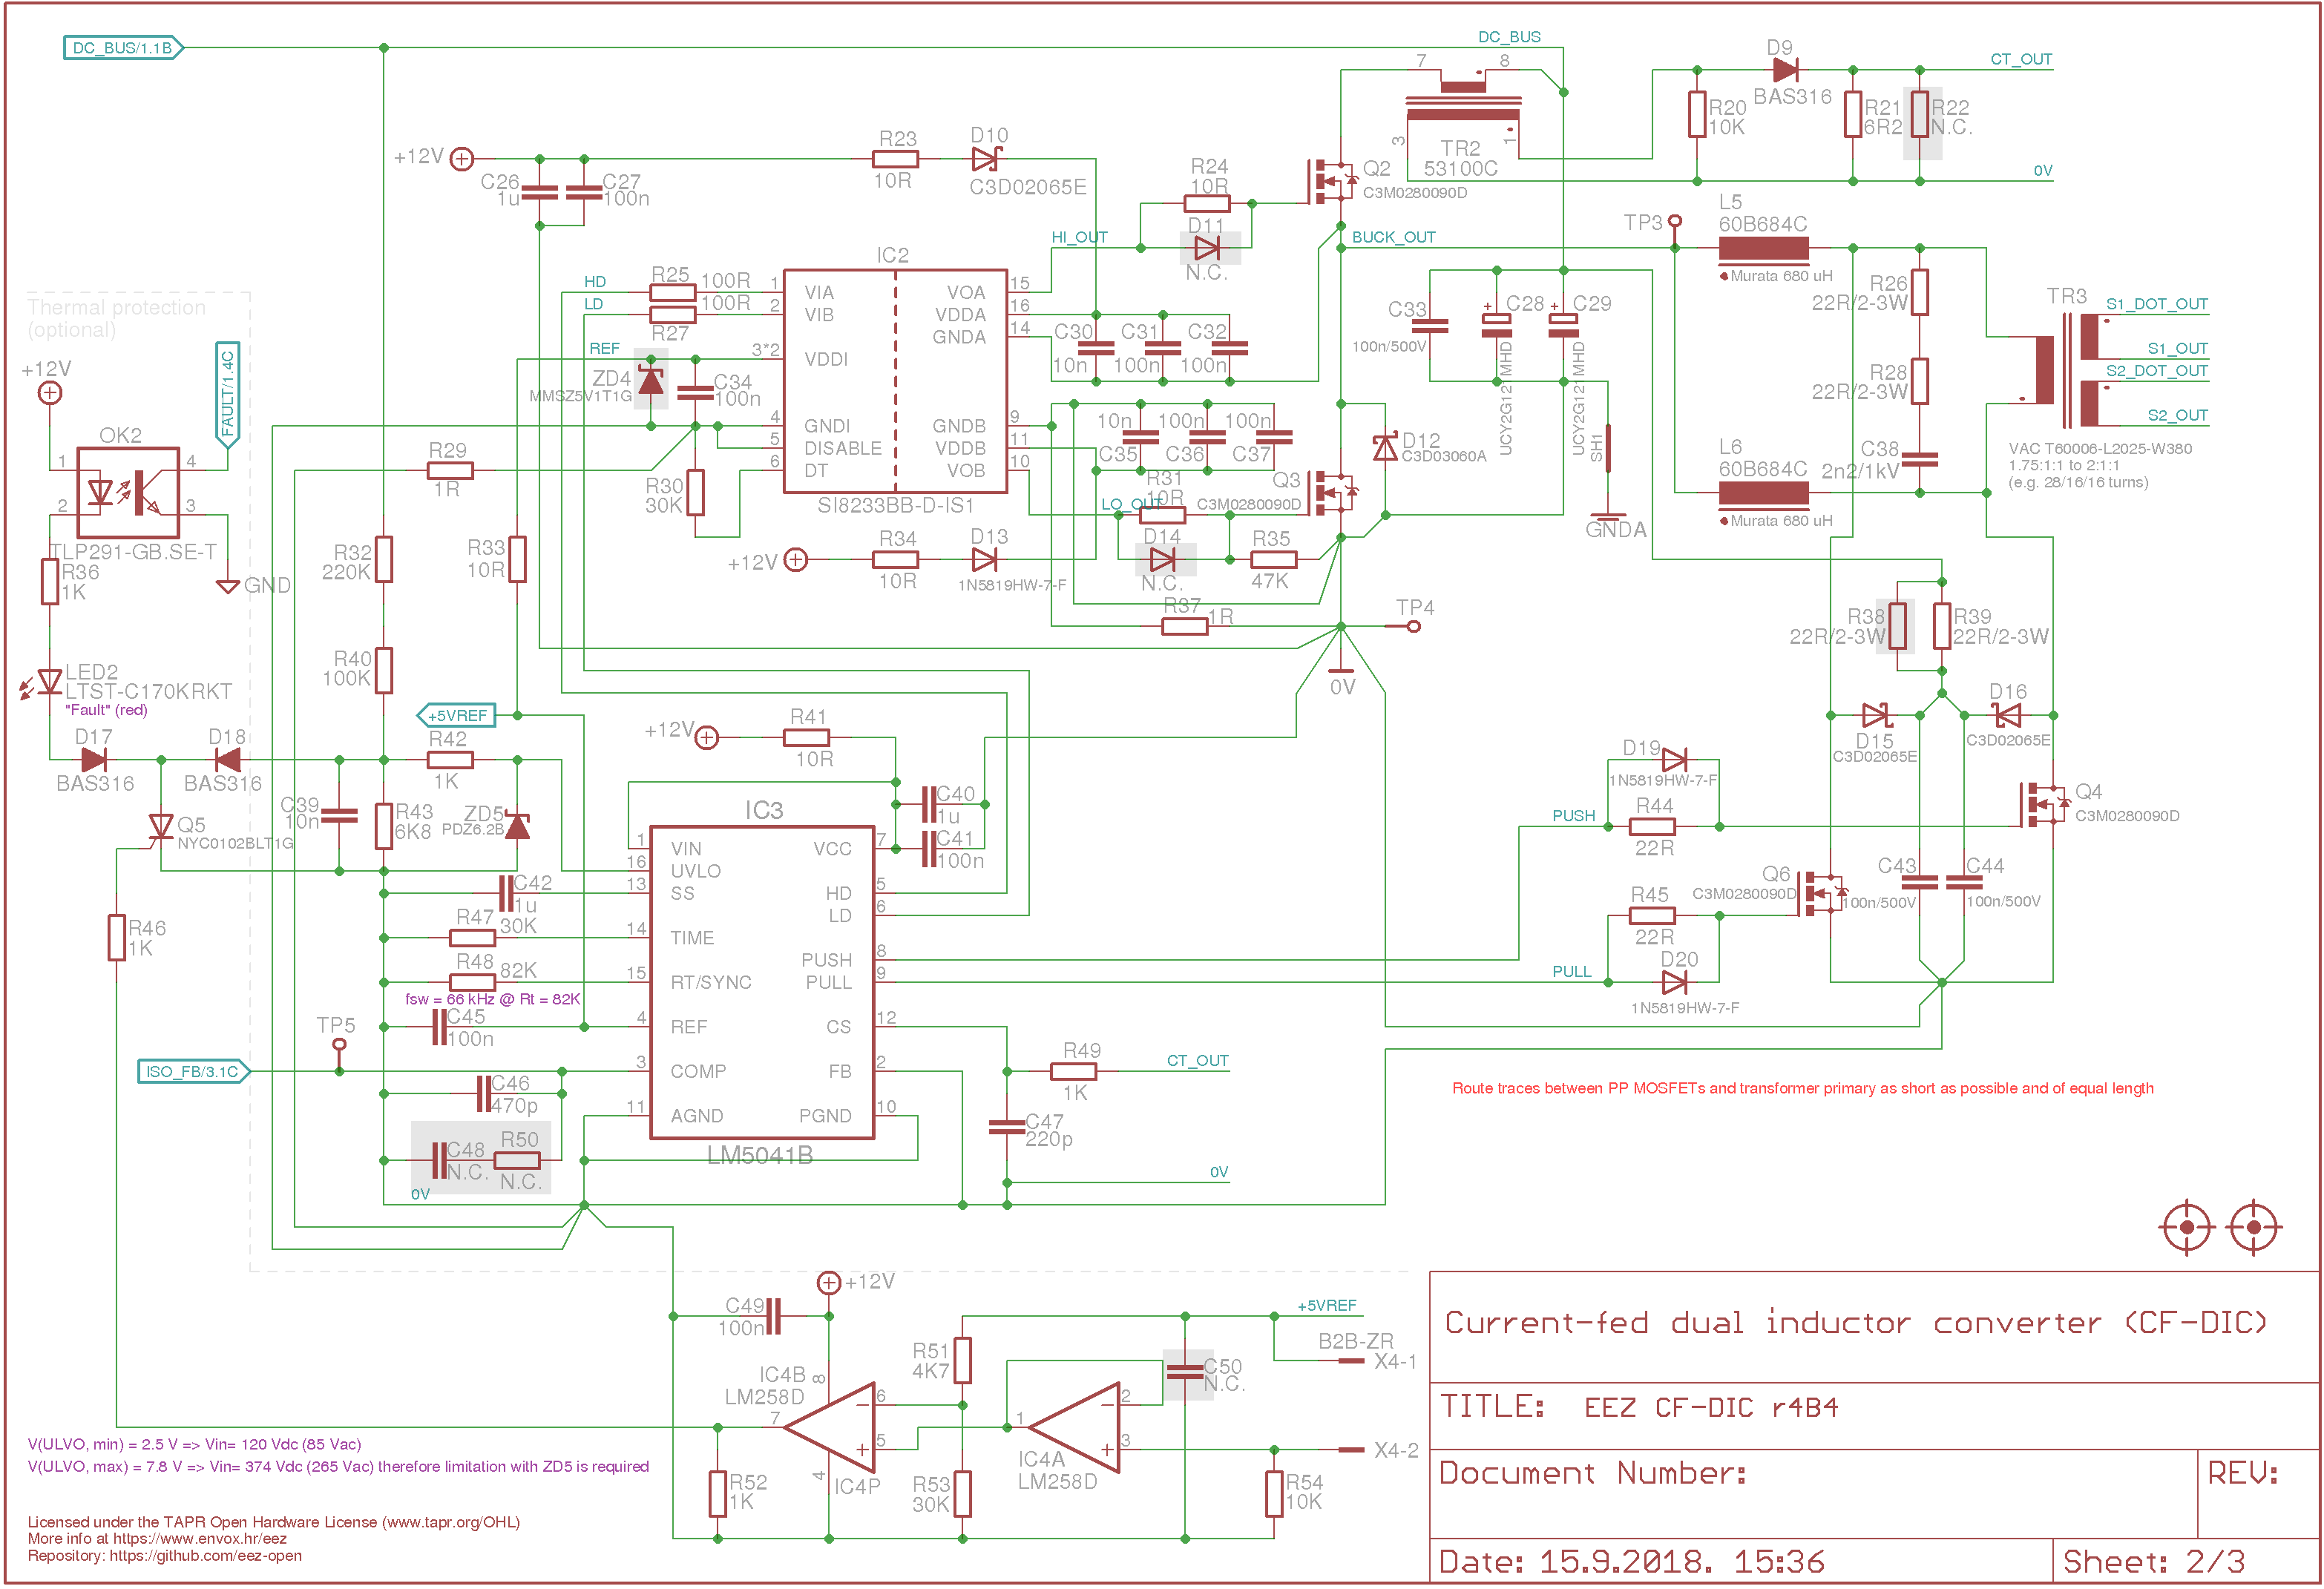 DC_BUS/1.1B
DC_BUS
7
8
D9
BAS316
CT_OUT
R20
10K
R21
6R2
R22
N.C.
3
1
TR2
53100C
0V
+12V
C26
1u
C27
100n
R23
10R
D10
C3D02065E
R24
10R
D11
N.C.
HI_OUT
Q2
C3M0280090D
BUCK_OUT
TP3
L5
60B684C
Murata 680 uH
R26
22R/2-3W
TR3
S1_DOT_OUT
S1_OUT
S2_DOT_OUT
S2_OUT
R28
22R/2-3W
C38
2n2/1kV
VAC T60006-L2025-W380
1.75:1:1 to 2:1:1
(e.g. 28/16/16 turns)
L6
60B684C
Murata 680 uH
Thermal protection
(optional)
+12V
FAULT/1.4C
OK2
1
2
4
3
TLP291-GB.SE-T
GND
R36
1K
LED2
LTST-C170KRKT
"Fault" (red)
D17
BAS316
D18
BAS316
Q5
NYC0102BLT1G
R46
1K
HD
LD
R25
100R
100R
R27
REF
ZD4
MMSZ5V1T1G
C34
100n
IC2
1
2
3*2
4
5
6
VIA
VIB
VDDI
GNDI
DISABLE
DT
VOA
VDDA
GNDA
GNDB
VDDB
VOB
15
16
14
9
11
10
SI8233BB-D-IS1
C30
10n
C31
100n
C32
100n
10n
100n
100n
C35
C36
C37
C33
100n/500V
C28
UCY2G121MHD
C29
UCY2G121MHD
SH1
GNDA
D12
C3D03060A
Q3
C3M0280090D
R31
10R
LO_OUT
D14
N.C.
R35
47K
R37
1R
TP4
0V
R29
1R
R30
30K
+12V
R34
10R
D13
1N5819HW-7-F
R32
220K
R33
10R
R40
100K
+5VREF
R42
1K
C39
10n
R43
6K8
ZD5
PDZ6.2B
+12V
R41
10R
C40
1u
C41
100n
IC3
1
16
13
14
15
4
3
11
VIN
UVLO
SS
TIME
RT/SYNC
REF
COMP
AGND
VCC
HD
LD
PUSH
PULL
CS
FB
PGND
7
5
6
8
9
12
2
10
LM5041B
C42
1u
R47
30K
R48
82K
fsw = 66 kHz @ Rt = 82K
C45
100n
TP5
ISO_FB/3.1C
C46
470p
C48
N.C.
R50
N.C.
0V
R49
1K
CT_OUT
C47
220p
0V
R38
22R/2-3W
R39
22R/2-3W
D15
C3D02065E
D16
C3D02065E
D19
1N5819HW-7-F
PUSH
R44
22R
Q4
C3M0280090D
Q6
C3M0280090D
R45
22R
PULL
D20
1N5819HW-7-F
C43
100n/500V
C44
100n/500V
Route traces between PP MOSFETs and transformer primary as short as possible and of equal length
+12V
C49
100n
IC4B
LM258D
8
7
6
5
4
IC4P
R51
4K7
R52
1K
R53
30K
1
2
3
IC4A
LM258D
C50
N.C.
+5VREF
B2B-ZR
X4-1
X4-2
R54
10K
V(ULVO, min) = 2.5 V => Vin= 120 Vdc (85 Vac)
V(ULVO, max) = 7.8 V => Vin= 374 Vdc (265 Vac) therefore limitation with ZD5 is required
Licensed under the TAPR Open Hardware License (www.tapr.org/OHL)
More info at https://www.envox.hr/eez
Repository: https://github.com/eez-open
Current-fed dual inductor converter (CF-DIC)
TITLE: EEZ CF-DIC r4B4
Document Number:
REV:
Date: 15.9.2018. 15:36
Sheet: 2/3